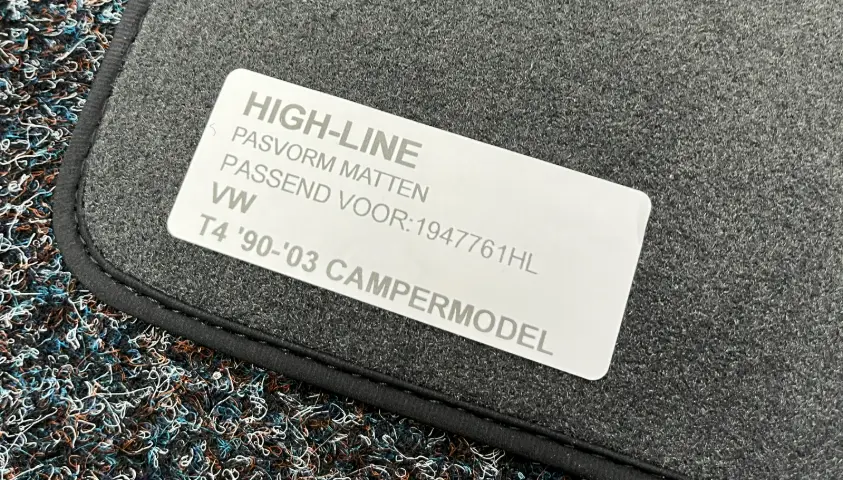 HIGH-LINE
PASVORM MATTEN
PASSEND VOOR:1947761HL
VW
T4 '90-'03 CAMPERMODEL